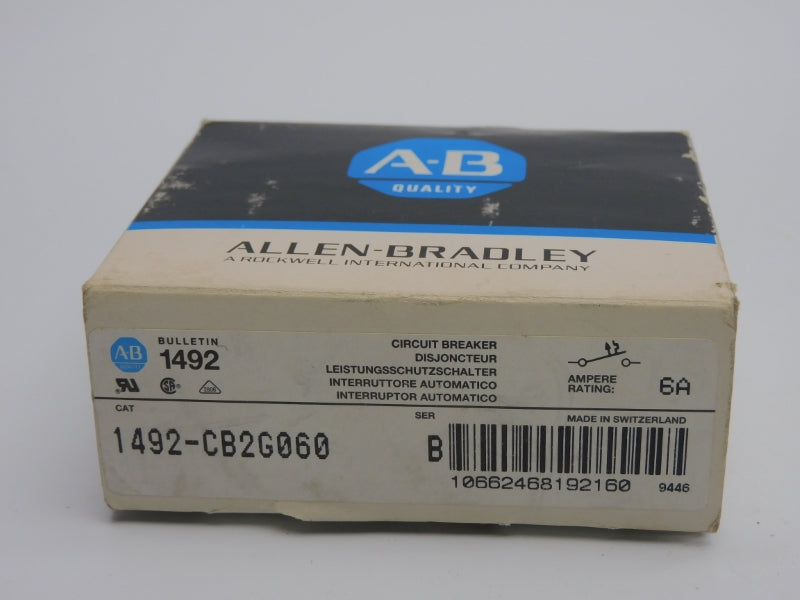 A-B
QUALITY
ALLEN-BRADLEY
A ROCKWELL INTERNATIONAL COMPANY
A-B
QUALITY
BULLETIN
1492
CIRCUIT BREAKER
DISJONCTEUR
LEISTUNGSSCHUTZSCHALTER
INTERRUTTORE AUTOMATICO
INTERRUPTOR AUTOMATICO
AMPERE
RATING:
6A
CAT
1492-CB2G060
SER
B
MADE IN SWITZERLAND
10662468192160
9446